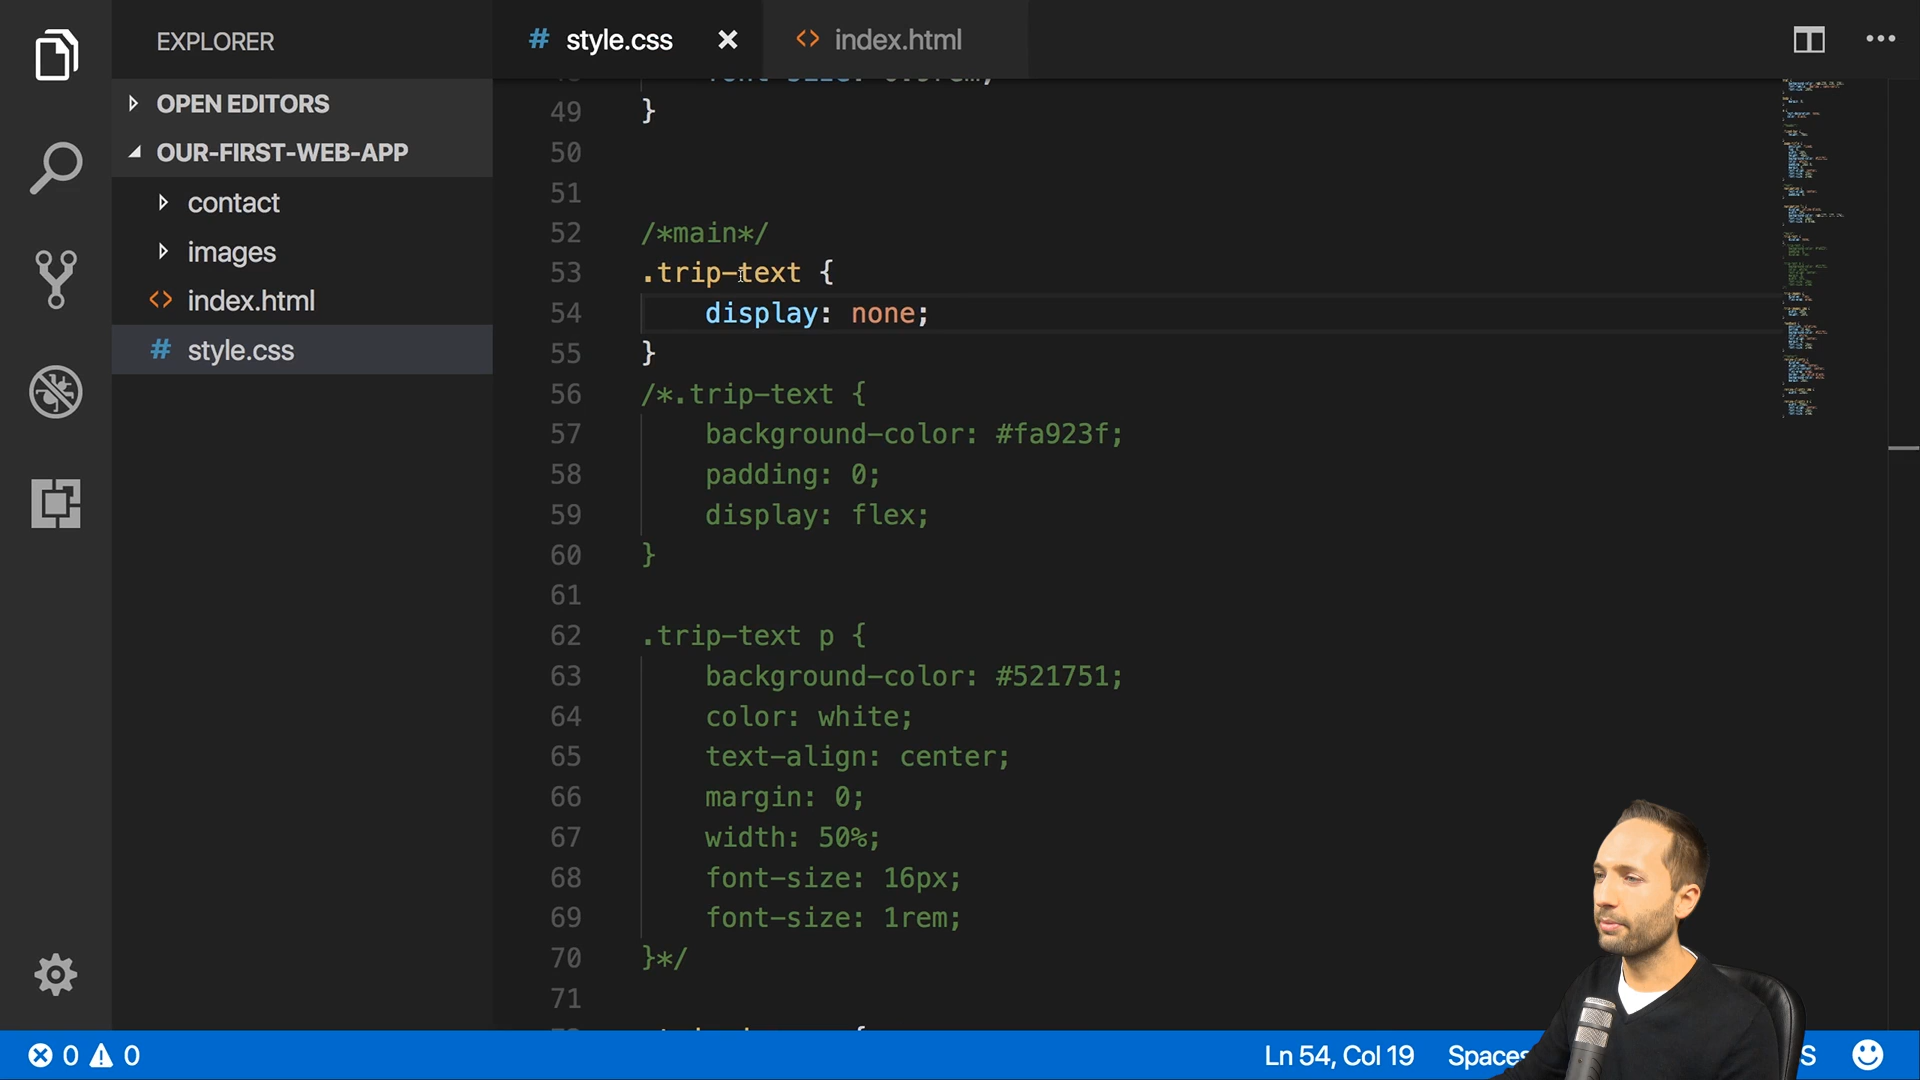 EXPLORER
# style.css
<> index.html
OPEN EDITORS
OUR-FIRST-WEB-APP
contact
images
<> index.html
# style.css
49 }
50
51
52 /*main*/
53 .trip-text {
54 display: none;
55 }
56 /*.trip-text {
57 background-color: #fa923f;
58 padding: 0;
59 display: flex;
60 }
61
62 .trip-text p {
63 background-color: #521751;
64 color: white;
65 text-align: center;
66 margin: 0;
67 width: 50%;
68 font-size: 16px;
69 font-size: 1rem;
70 }*/
71
0 0
Ln 54, Col 19
Spaces